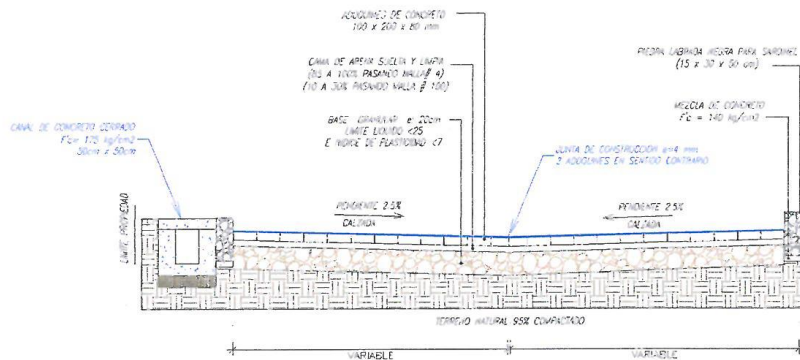 ADOQUINES DE CONCRETO
100 x 200 x 80 mm
CAMA DE ARENA SUELTA Y LIMPIA
(85 A 100% PASANDO MALLA # 4)
(10 A 30% PASANDO MALLA # 100)
BASE GRANULAR e: 20cm
LIMITE LIQUIDO <25
E INDICE DE PLASTICIDAD <7
PIEDRA LABRADA NEGRA PARA SARDINEL
(15 x 30 x 50 cm)
MEZCLA DE CONCRETO
F'c = 140 kg/cm2
CANAL DE CONCRETO CERRADO
F'c= 175 kg/cm2
50cm x 50cm
JUNTA DE CONSTRUCCION e=4 mm
2 ADOQUINES EN SENTIDO CONTRARIO
PENDIENTE 2.5%
CALZADA
PENDIENTE 2.5%
CALZADA
LIMITE PROPIEDAD
TERRENO NATURAL 95% COMPACTADO
VARIABLE
VARIABLE